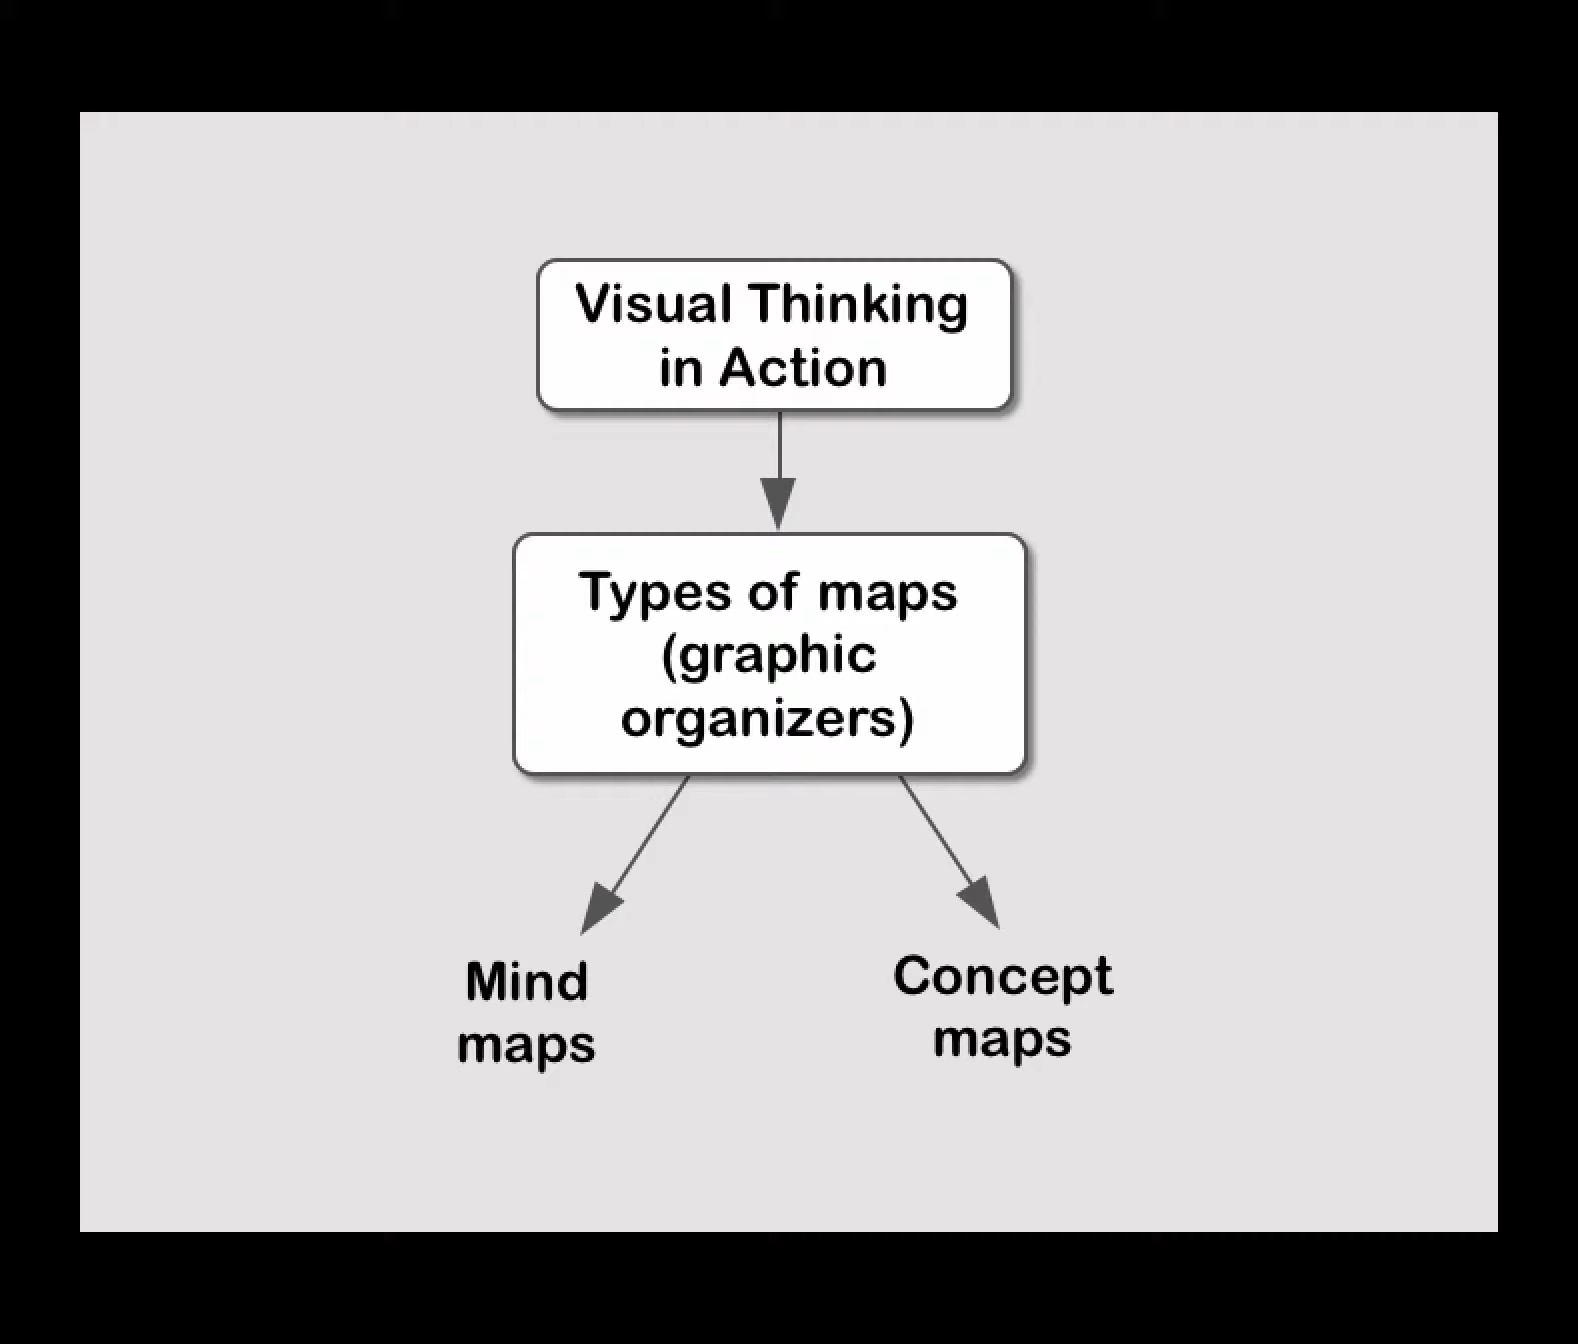 Visual Thinking
in Action
Types of maps
(graphic
organizers)
Mind
maps
Concept
maps